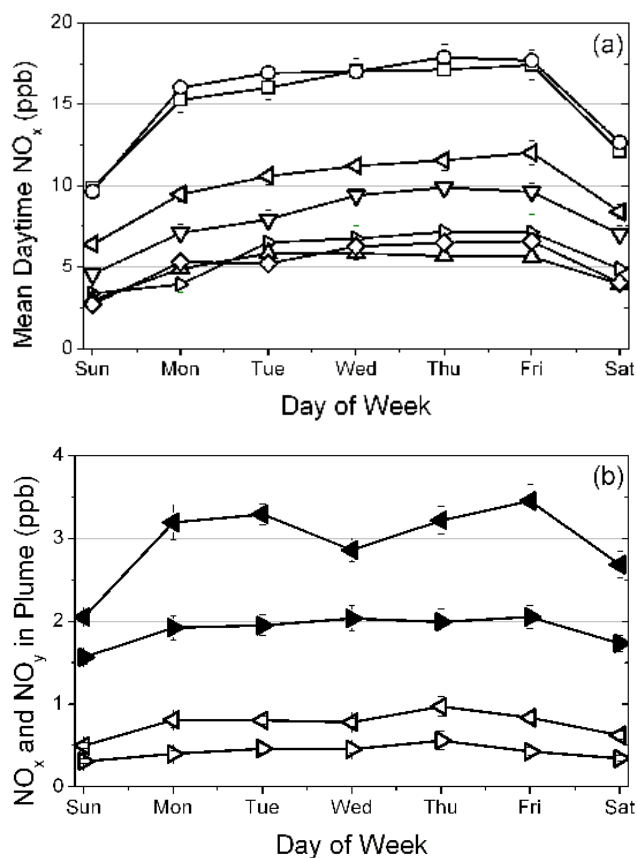 (a)
Mean Daytime NOx (ppb)
20
15
10
5
0
Sun Mon Tue Wed Thu Fri Sat
Day of Week
(b)
NOx and NOy in Plume (ppb)
4
3
2
1
0
Sun Mon Tue Wed Thu Fri Sat
Day of Week